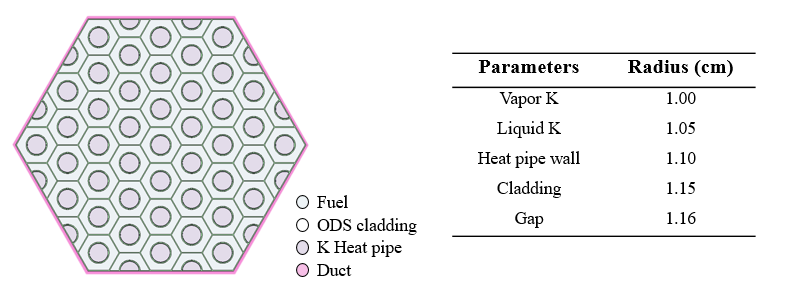 Fuel
ODS cladding
K Heat pipe
Duct
Parameters Radius (cm)
Vapor K 1.00
Liquid K 1.05
Heat pipe wall 1.10
Cladding 1.15
Gap 1.16